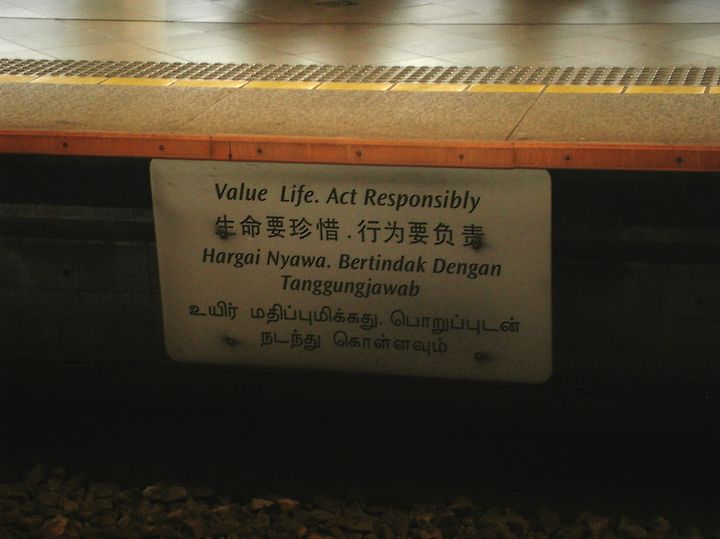 Value Life. Act Responsibly
生命要珍惜.行为要负责
Hargai Nyawa. Bertindak Dengan
Tanggungjawab
உயிர் மதிப்புமிக்கது. பொறுப்புடன்
நடந்து கொள்ளவும்